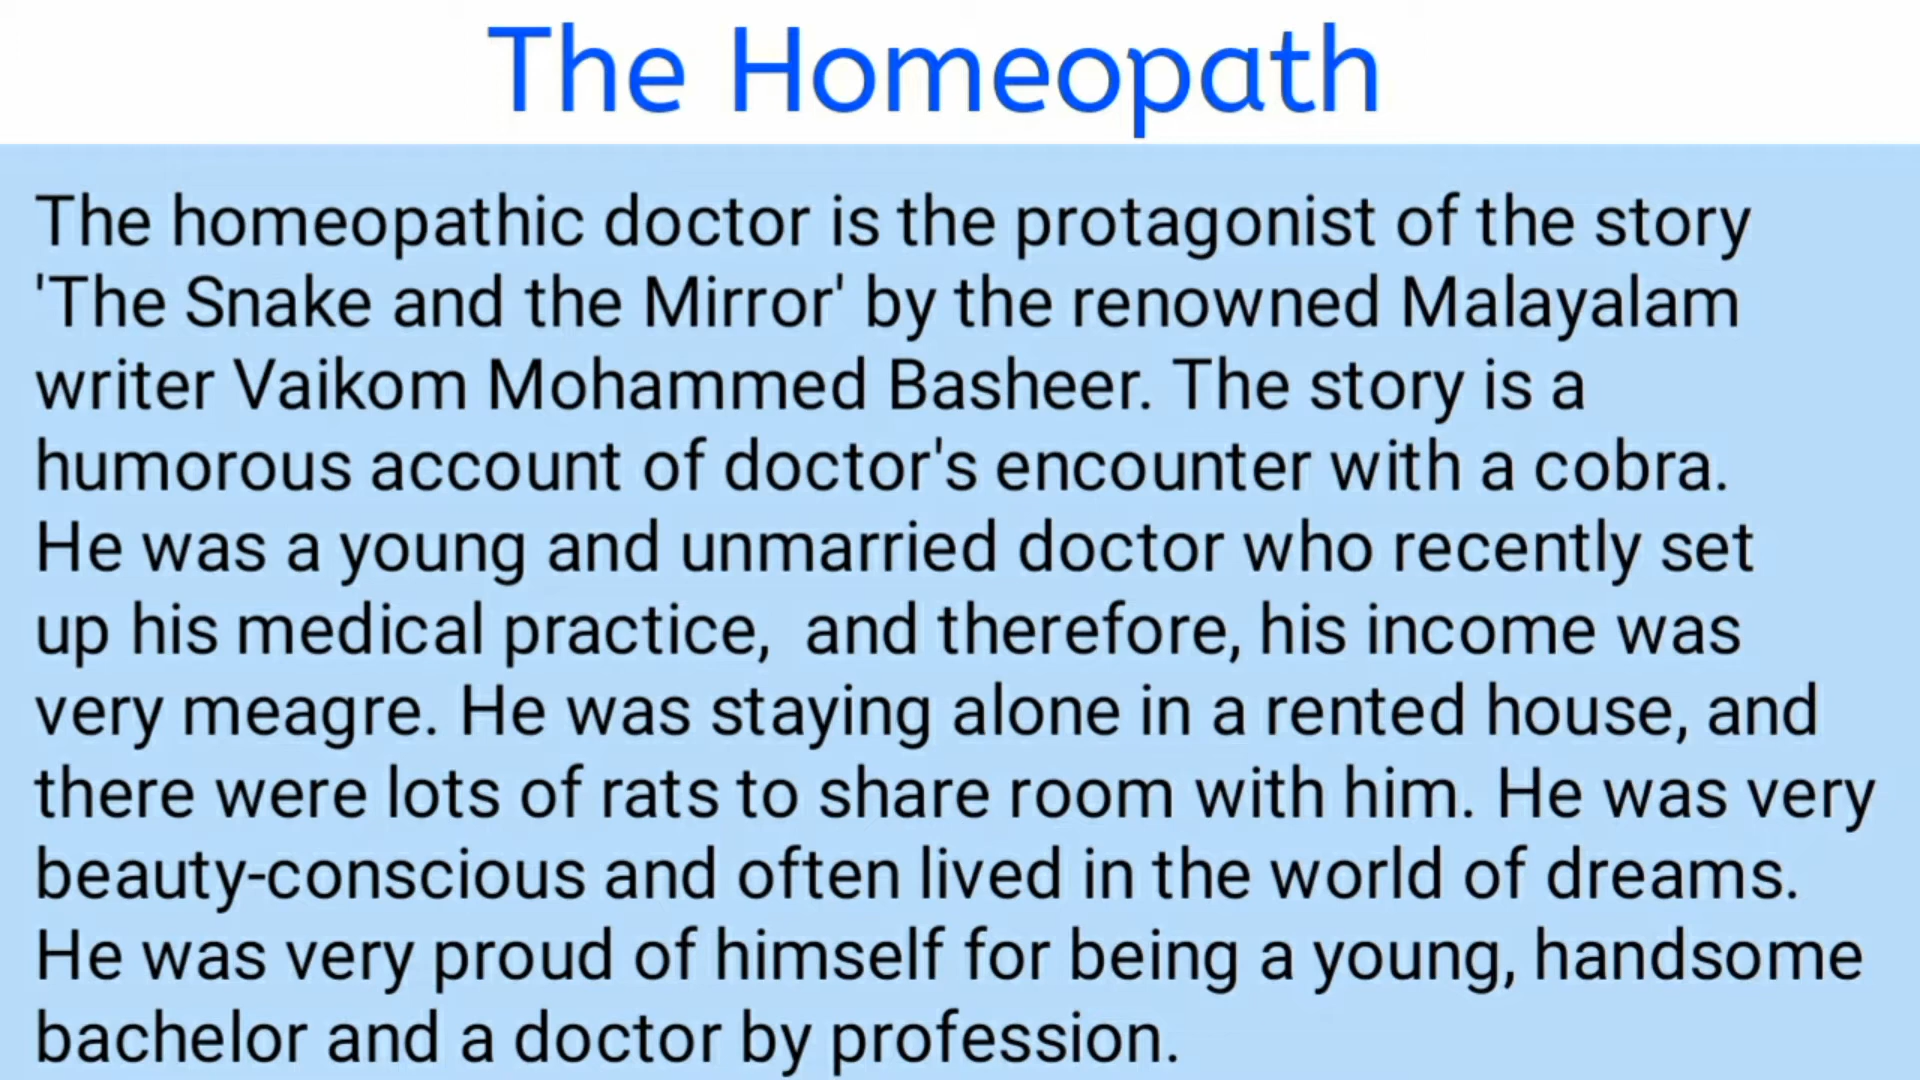 The Homeopath
The homeopathic doctor is the protagonist of the story
'The Snake and the Mirror' by the renowned Malayalam
writer Vaikom Mohammed Basheer. The story is a
humorous account of doctor's encounter with a cobra.
He was a young and unmarried doctor who recently set
up his medical practice,  and therefore, his income was
very meagre. He was staying alone in a rented house, and
there were lots of rats to share room with him. He was very
beauty-conscious and often lived in the world of dreams.
He was very proud of himself for being a young, handsome
bachelor and a doctor by profession.